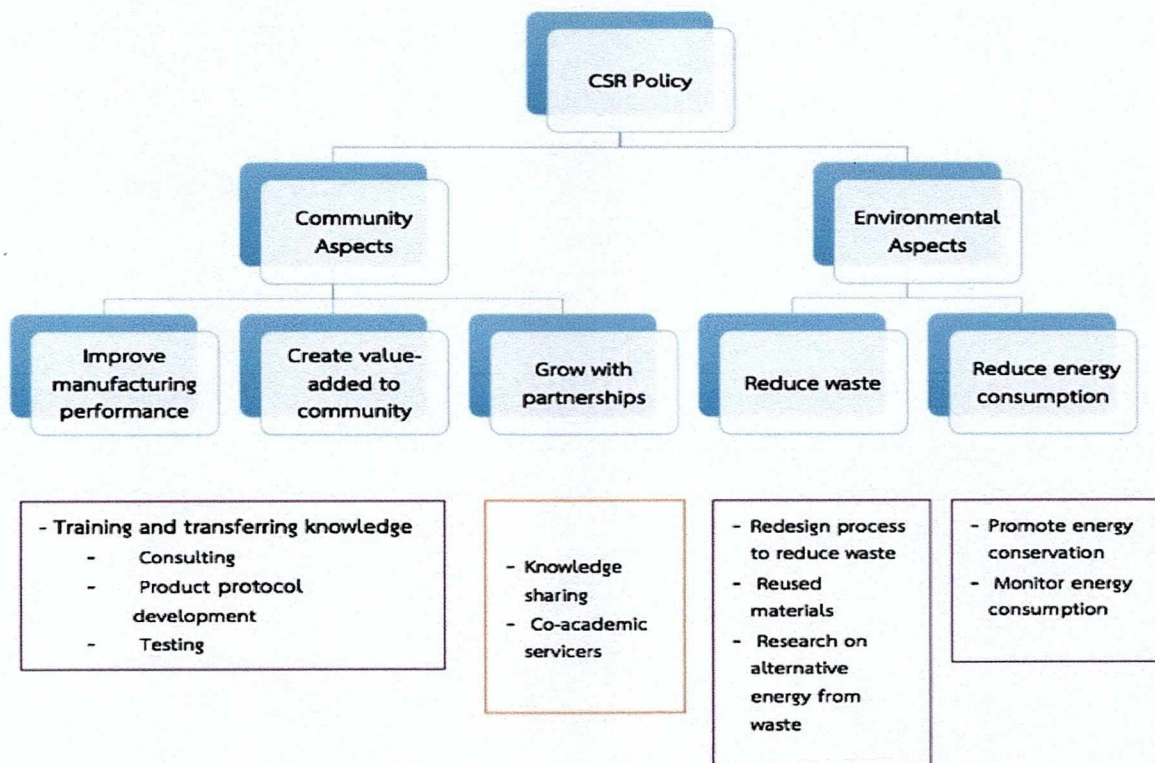 CSR Policy
Community
Aspects
Environmental
Aspects
Improve
manufacturing
performance
Create value-
added to
community
Grow with
partnerships
Reduce waste
Reduce energy
consumption
- Training and transferring knowledge
- Consulting
- Product protocol
development
- Testing
- Knowledge
sharing
- Co-academic
servicers
- Redesign process
to reduce waste
- Reused
materials
- Research on
alternative
energy from
waste
- Promote energy
conservation
- Monitor energy
consumption